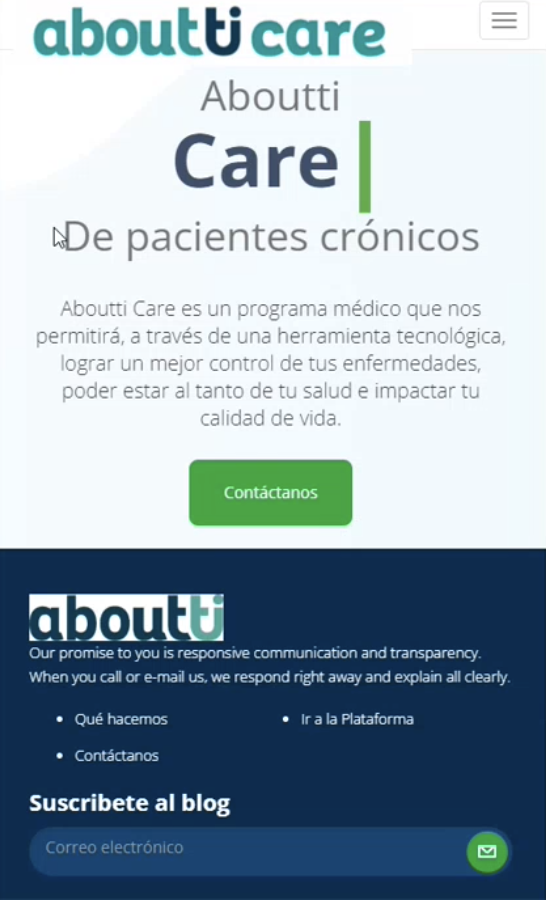 aboutti care
Aboutti
Care
De pacientes crónicos
Aboutti Care es un programa médico que nos
permitirá, a través de una herramienta tecnológica,
lograr un mejor control de tus enfermedades,
poder estar al tanto de tu salud e impactar tu
calidad de vida.
Contáctanos
aboutti
Our promise to you is responsive communication and transparency.
When you call or e-mail us, we respond right away and explain all clearly.
Qué hacemos
Ir a la Plataforma
Contáctanos
Suscribete al blog
Correo electrónico